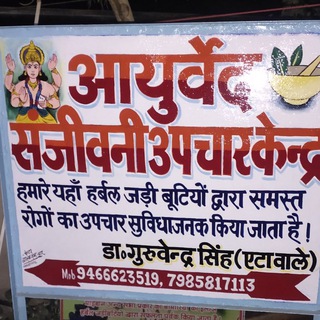 आयुर्वेद
सजीवनी उपचार केन्द्र
हमारे यहाँ हर्बल जड़ी बूटियों द्वारा समस्त
रोगों का उपचार सुविधाजनक किया जाता है!
डा. गुरुवेन्द्र सिंह (एटावाले)
Mob 9466623519, 7985817113